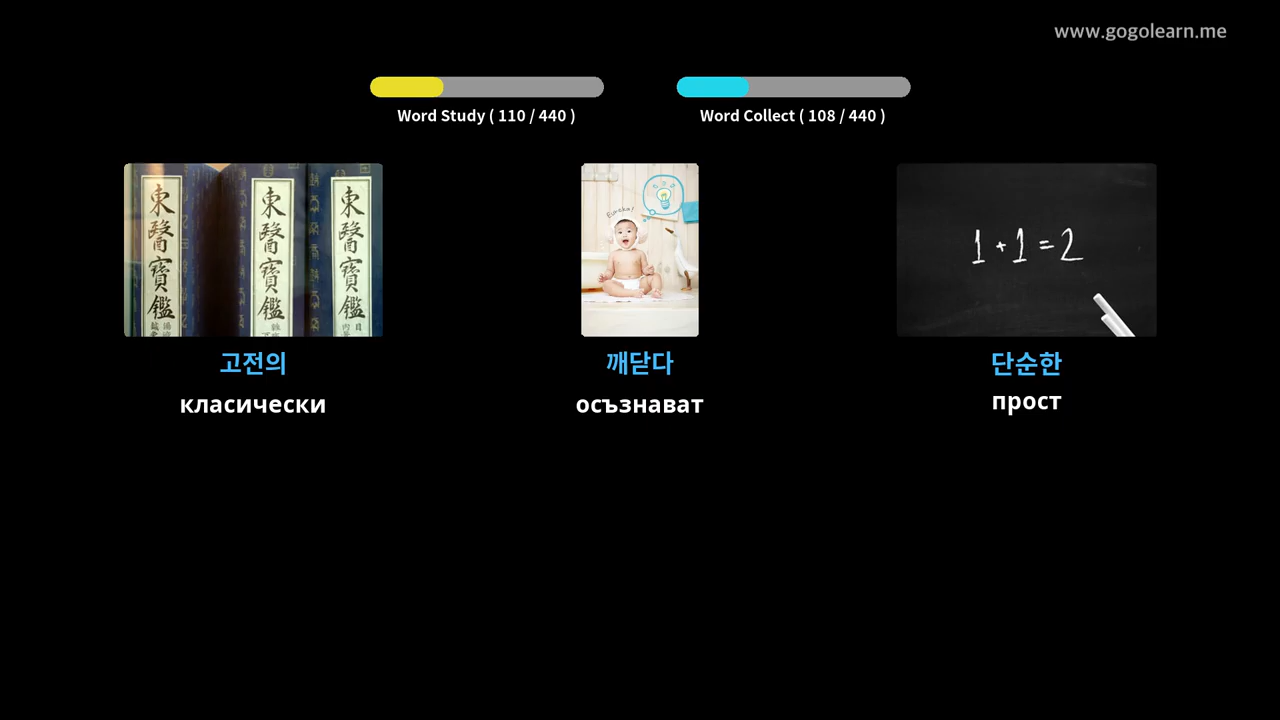 www.gogolearn.me
Word Study ( 110 / 440 )
Word Collect ( 108 / 440 )
東醫寶鑑
東醫寶鑑
東醫寶鑑
Eureka!
1+1=2
고전의
깨닫다
단순한
класически
осъзнават
прост